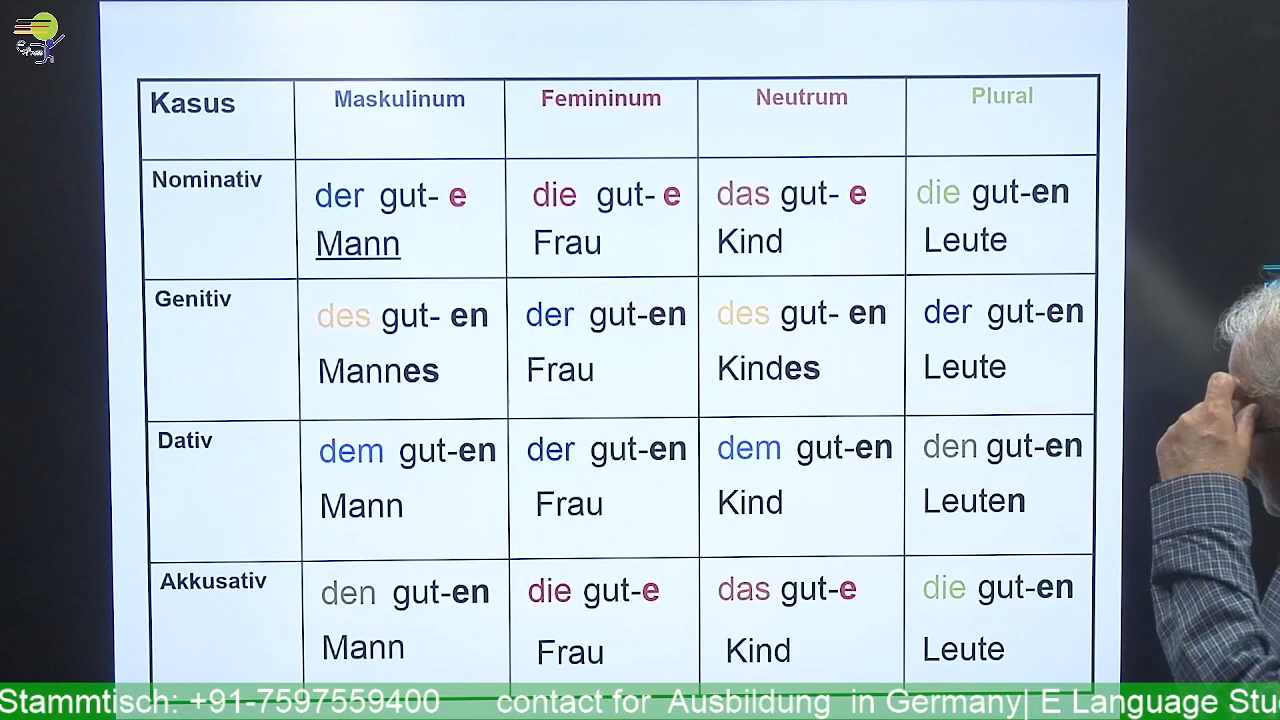 Kasus Maskulinum Femininum Neutrum Plural
Nominativ der gut- e die gut- e das gut- e die gut-en
Mann Frau Kind Leute
Genitiv des gut- en der gut-en des gut- en der gut-en
Mannes Frau Kindes Leute
Dativ dem gut-en der gut-en dem gut-en den gut-en
Mann Frau Kind Leuten
Akkusativ den gut-en die gut-e das gut-e die gut-en
Mann Frau Kind Leute
Stammtisch: +91-7597559400 contact for Ausbildung in Germany| E Language Stu